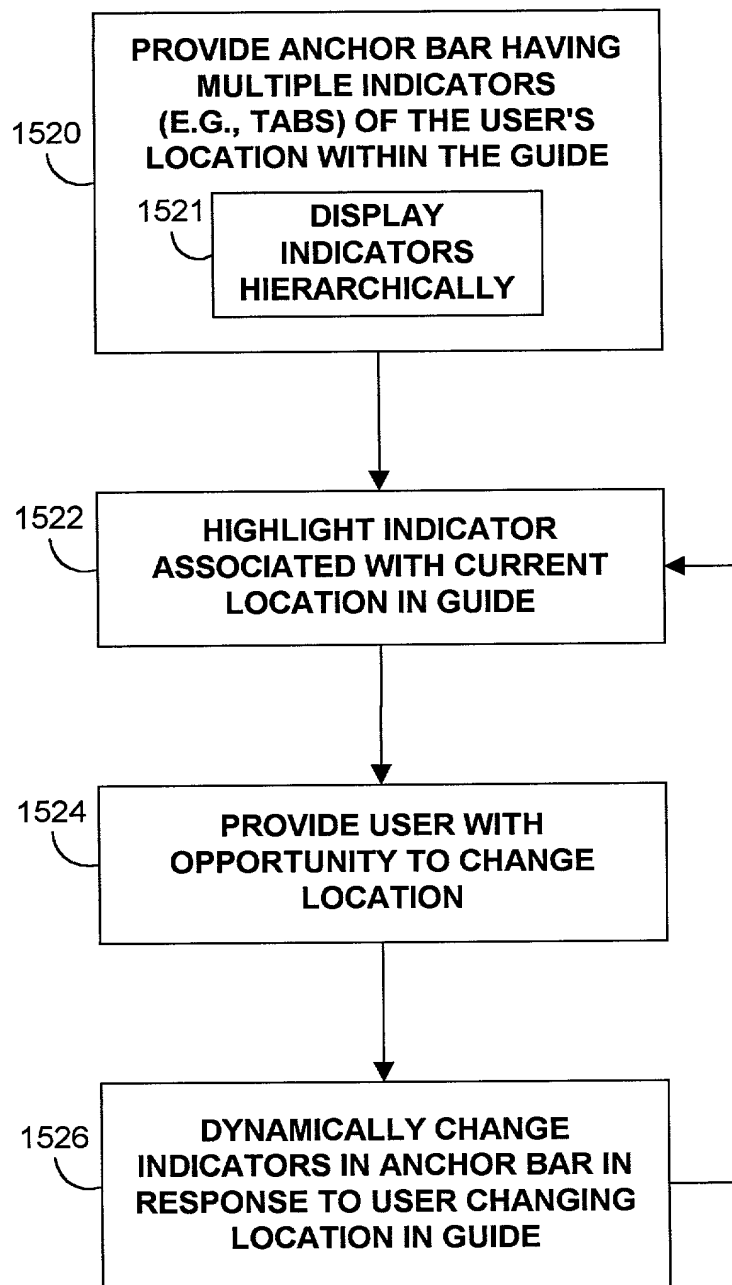 PROVIDE ANCHOR BAR HAVING
MULTIPLE INDICATORS
(E.G., TABS) OF THE USER'S
LOCATION WITHIN THE GUIDE
1520
1521
DISPLAY
INDICATORS
HIERARCHICALLY
1522
HIGHLIGHT INDICATOR
ASSOCIATED WITH CURRENT
LOCATION IN GUIDE
1524
PROVIDE USER WITH
OPPORTUNITY TO CHANGE
LOCATION
1526
DYNAMICALLY CHANGE
INDICATORS IN ANCHOR BAR IN
RESPONSE TO USER CHANGING
LOCATION IN GUIDE